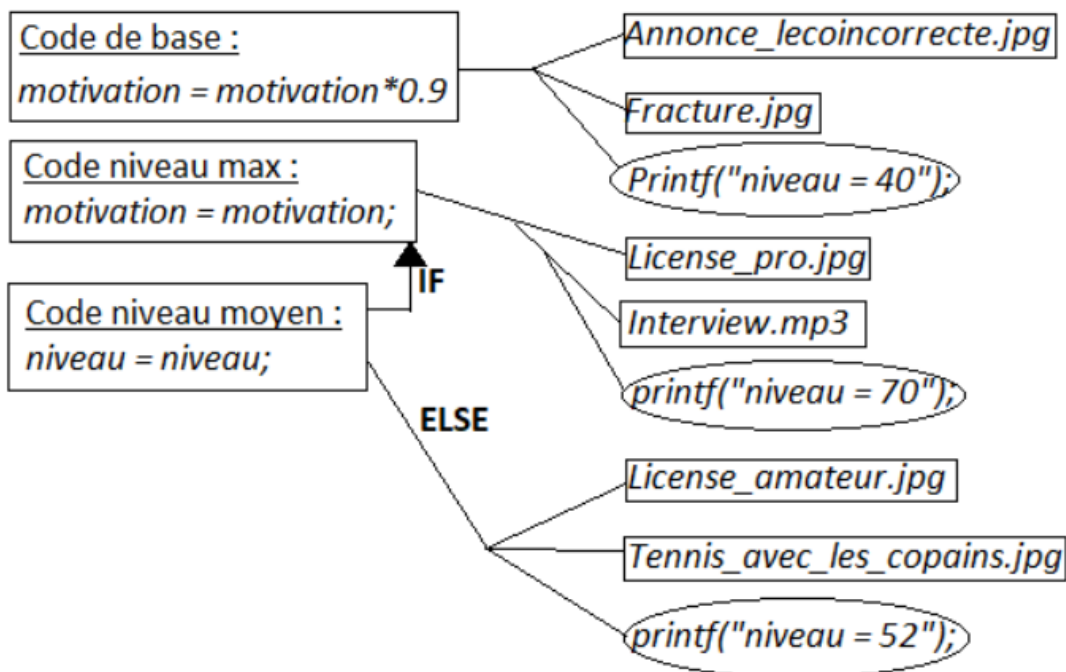 Code de base :
motivation = motivation*0.9
Annonce_lecoincorrecte.jpg
Fracture.jpg
Printf("niveau = 40");
Code niveau max :
motivation = motivation;
License_pro.jpg
Interview.mp3
printf("niveau = 70");
IF
Code niveau moyen :
niveau = niveau;
ELSE
License_amateur.jpg
Tennis_avec_les_copains.jpg
printf("niveau = 52");